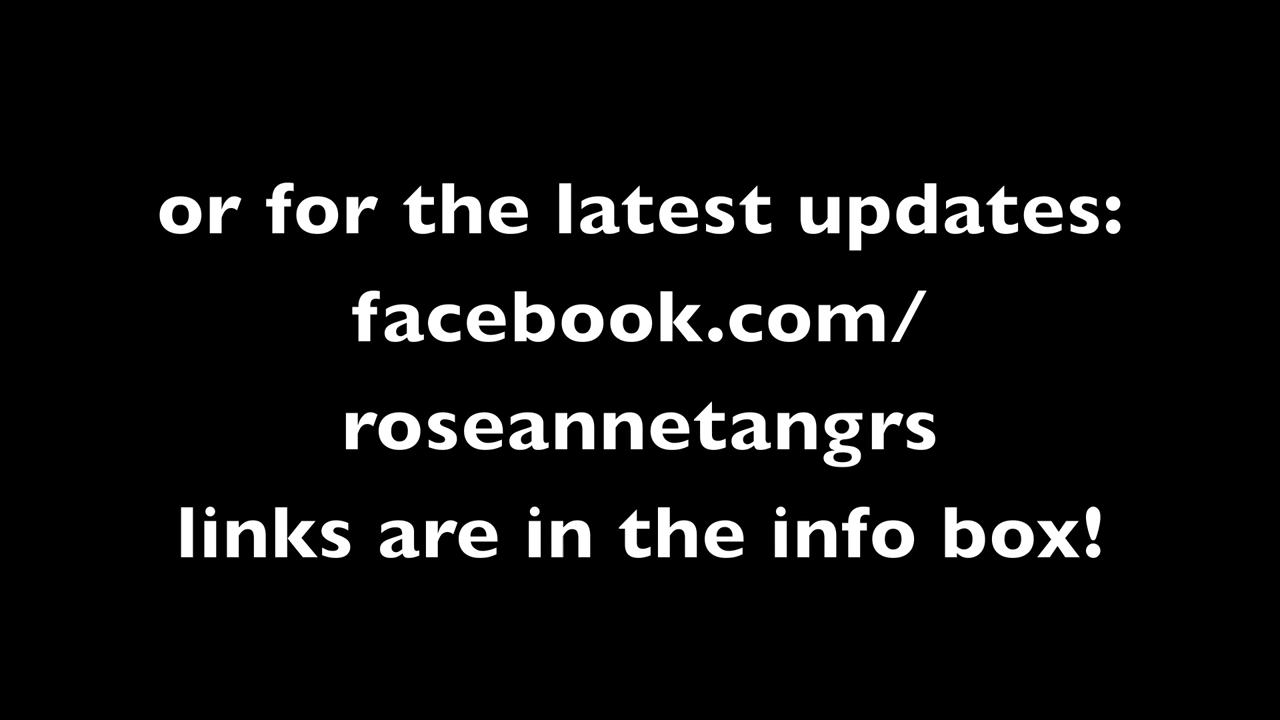 or for the latest updates:
facebook.com/
roseannetangrs
links are in the info box!